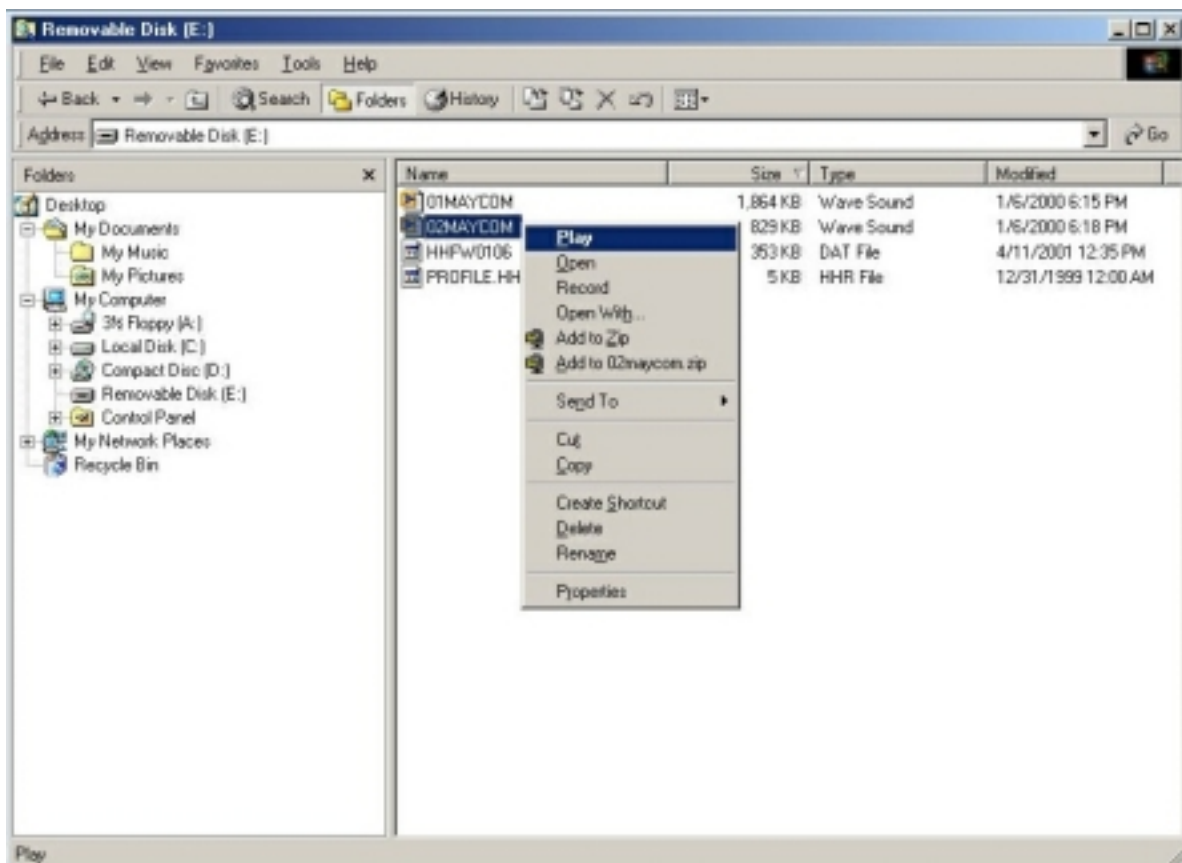 Removable Disk (E:)
File Edit View Favorites Tools Help
Back Search Folders History
Address Removable Disk (E:) Go
Folders
Desktop
My Documents
My Music
My Pictures
My Computer
3½ Floppy (A:)
Local Disk (C:)
Compact Disc (D:)
Removable Disk (E:)
Control Panel
My Network Places
Recycle Bin
Name Size Type Modified
01MAYCOM 1,864 KB Wave Sound 1/6/2000 6:15 PM
02MAYCOM 829 KB Wave Sound 1/6/2000 6:18 PM
HHFW0106 353 KB DAT File 4/11/2001 12:35 PM
PROFILE.HH 5 KB HHR File 12/31/1999 12:00 AM
Play
Open
Record
Open With...
Add to Zip
Add to 02maycom.zip
Send To
Cut
Copy
Create Shortcut
Delete
Rename
Properties
Play